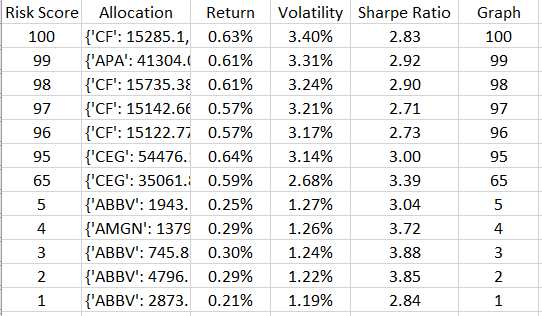 Risk Score Allocation Return Volatility Sharpe Ratio Graph
100 {'CF': 15285.1, 0.63% 3.40% 2.83 100
99 {'APA': 41304.0 0.61% 3.31% 2.92 99
98 {'CF': 15735.38 0.61% 3.24% 2.90 98
97 {'CF': 15142.66 0.57% 3.21% 2.71 97
96 {'CF': 15122.77 0.57% 3.17% 2.73 96
95 {'CEG': 54476. 0.64% 3.14% 3.00 95
65 {'CEG': 35061.8 0.59% 2.68% 3.39 65
5 {'ABBV': 1943. 0.25% 1.27% 3.04 5
4 {'AMGN': 1379 0.29% 1.26% 3.72 4
3 {'ABBV': 745.8 0.30% 1.24% 3.88 3
2 {'ABBV': 4796. 0.29% 1.22% 3.85 2
1 {'ABBV': 2873. 0.21% 1.19% 2.84 1